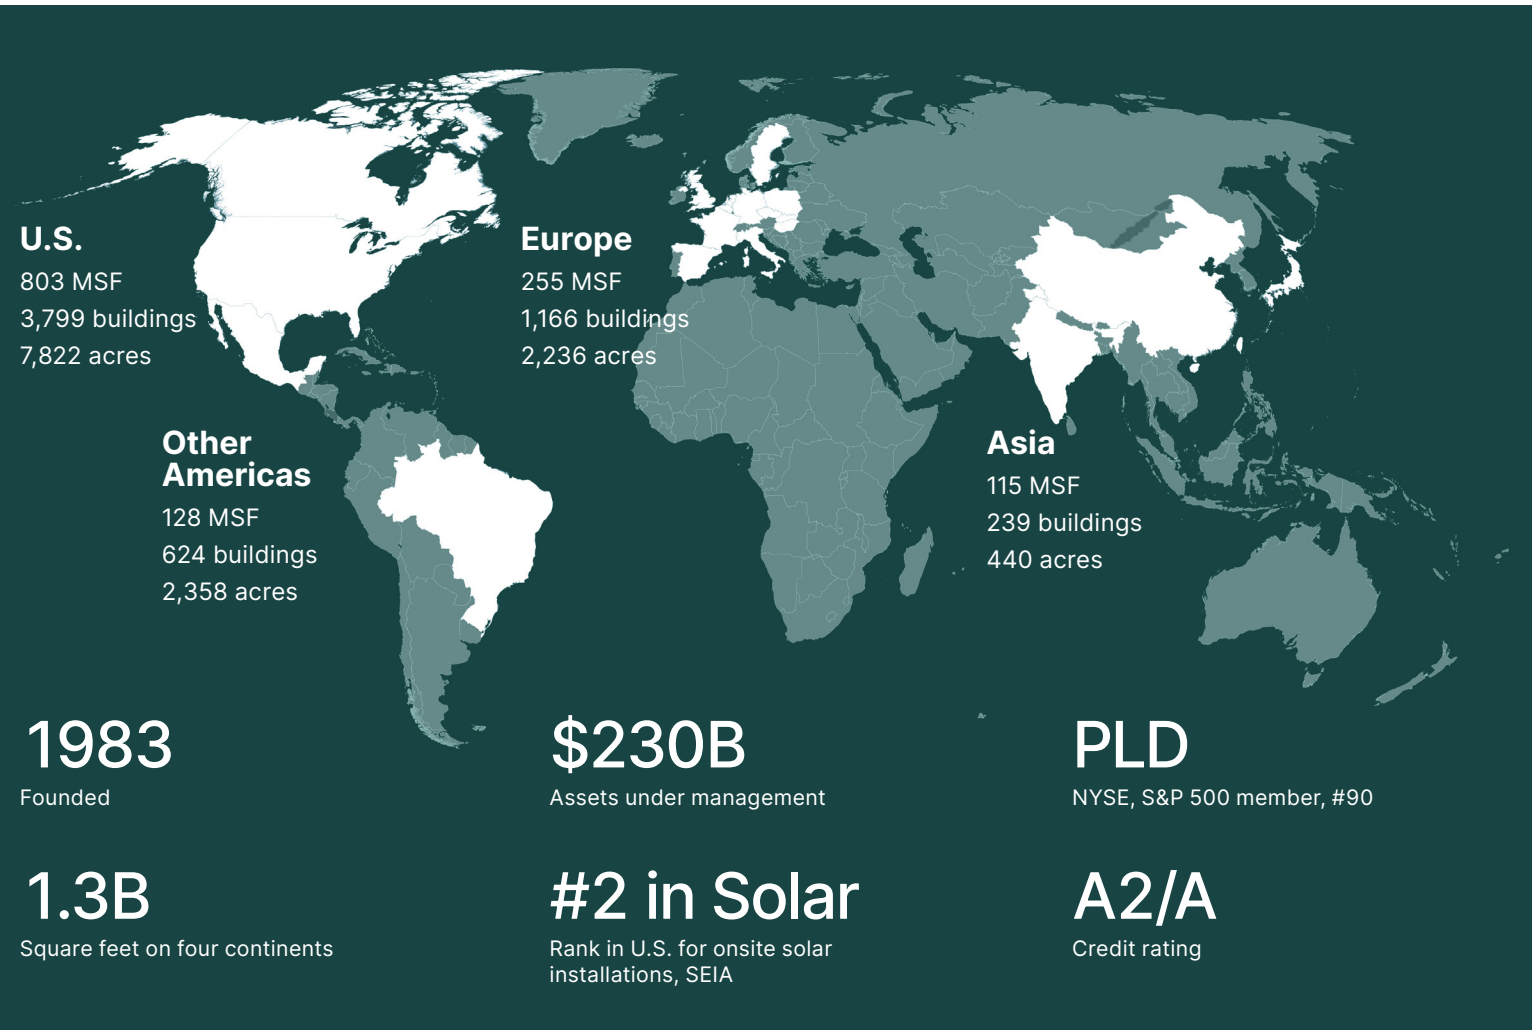 U.S.
803 MSF
3,799 buildings
7,822 acres
Europe
255 MSF
1,166 buildings
2,236 acres
Other
Americas
128 MSF
624 buildings
2,358 acres
Asia
115 MSF
239 buildings
440 acres
1983
Founded
$230B
Assets under management
PLD
NYSE, S&P 500 member, #90
1.3B
Square feet on four continents
#2 in Solar
Rank in U.S. for onsite solar
installations, SEIA
A2/A
Credit rating